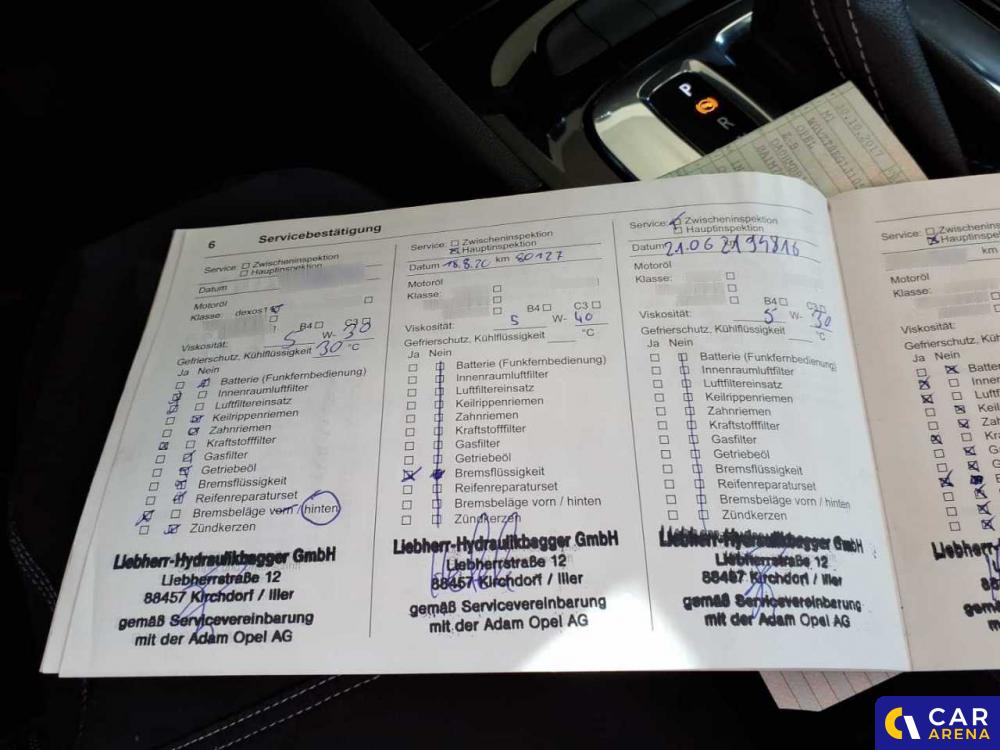 P
R
30.10.2017
OPEL
6 Servicebestätigung
Service: Zwischeninspektion
Hauptinspektion
Datum
Motoröl
Klasse: dexos1
B4 C3
Viskosität: 5 W- 30
Gefrierschutz, Kühlflüssigkeit 30 °C
Ja Nein
Batterie (Funkfernbedienung)
Innenraumluftfilter
Luftfiltereinsatz
Keilrippenriemen
Zahnriemen
Kraftstofffilter
Gasfilter
Getriebeöl
Bremsflüssigkeit
Reifenreparaturset
Bremsbeläge vorn / hinten
Zündkerzen
Liebherr-Hydraulikbagger GmbH
Liebherrstraße 12
88457 Kirchdorf / Iller
gemäß Servicevereinbarung
mit der Adam Opel AG
Service: Zwischeninspektion
Hauptinspektion
Datum 18.8.20 km 80127
Motoröl
Klasse:
B4 C3
Viskosität: 5 W- 40
Gefrierschutz, Kühlflüssigkeit °C
Ja Nein
Batterie (Funkfernbedienung)
Innenraumluftfilter
Luftfiltereinsatz
Keilrippenriemen
Zahnriemen
Kraftstofffilter
Gasfilter
Getriebeöl
Bremsflüssigkeit
Reifenreparaturset
Bremsbeläge vorn / hinten
Zündkerzen
Liebherr-Hydraulikbagger GmbH
Liebherrstraße 12
88457 Kirchdorf / Iller
gemäß Servicevereinbarung
mit der Adam Opel AG
Service: Zwischeninspektion
Hauptinspektion
Datum 21.06.21 94816
Motoröl
Klasse:
B4 C3
Viskosität: 5 W- 30
Gefrierschutz, Kühlflüssigkeit °C
Ja Nein
Batterie (Funkfernbedienung)
Innenraumluftfilter
Luftfiltereinsatz
Keilrippenriemen
Zahnriemen
Kraftstofffilter
Gasfilter
Getriebeöl
Bremsflüssigkeit
Reifenreparaturset
Bremsbeläge vorn / hinten
Zündkerzen
Liebherr-Hydraulikbagger GmbH
Liebherrstraße 12
88457 Kirchdorf / Iller
gemäß Servicevereinbarung
mit der Adam Opel AG
Service: Zwischeninspektion
Hauptinspektion
km
Motoröl
Klasse:
Viskosität:
Gefrierschutz, Kühlflüssigkeit
Ja Nein
CAR
ARENA